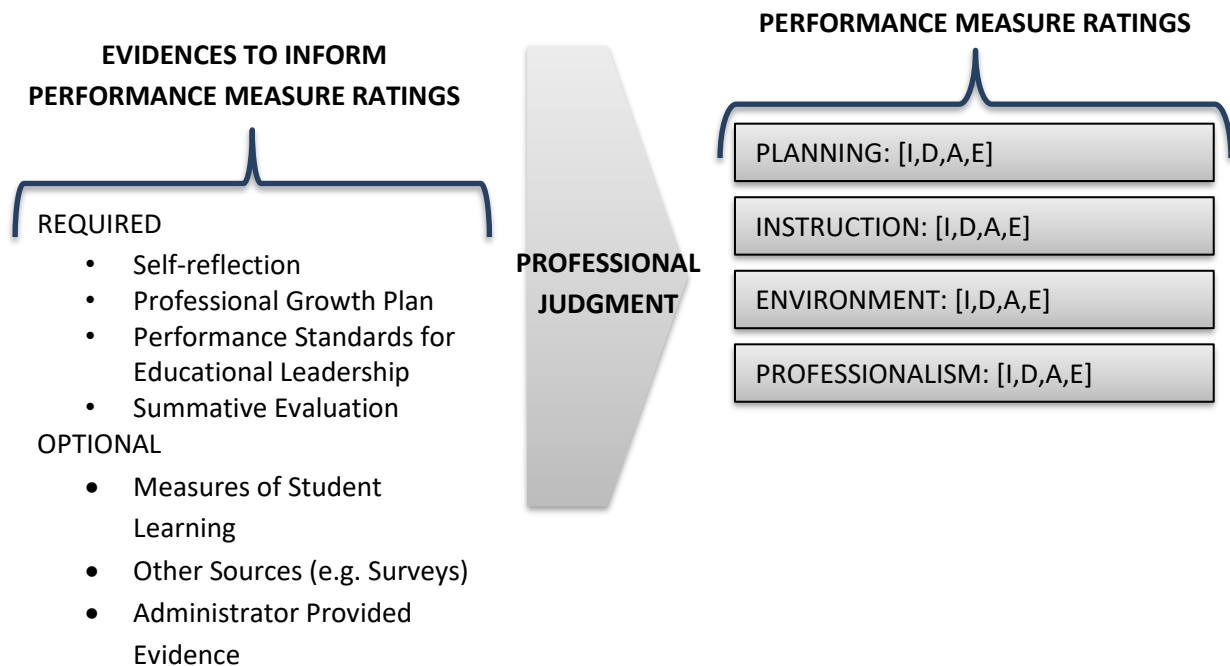 EVIDENCES TO INFORM
PERFORMANCE MEASURE RATINGS
REQUIRED
• Self-reflection
• Professional Growth Plan
• Performance Standards for
Educational Leadership
• Summative Evaluation
OPTIONAL
• Measures of Student
Learning
• Other Sources (e.g. Surveys)
• Administrator Provided
Evidence
PROFESSIONAL
JUDGMENT
PERFORMANCE MEASURE RATINGS
PLANNING: [I,D,A,E]
INSTRUCTION: [I,D,A,E]
ENVIRONMENT: [I,D,A,E]
PROFESSIONALISM: [I,D,A,E]